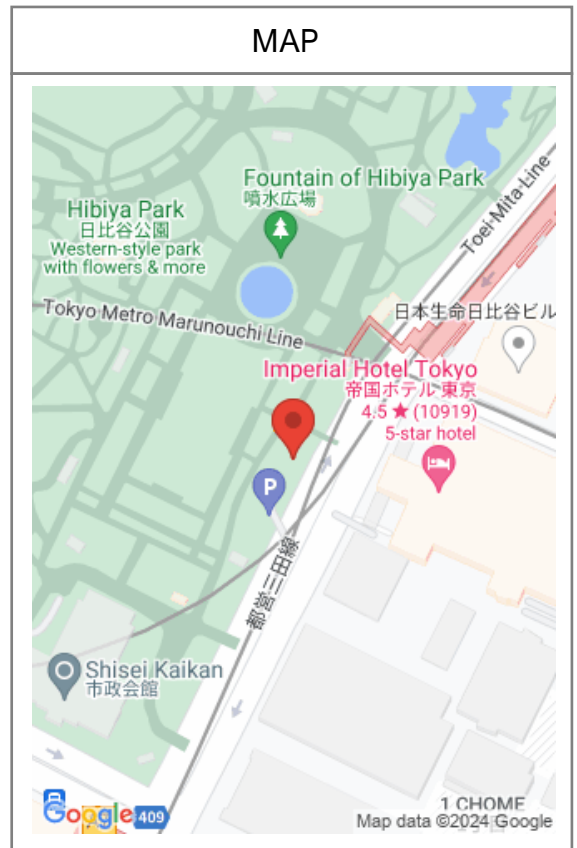 MAP
Fountain of Hibiya Park
噴水広場
Hibiya Park
日比谷公園
Western-style park
with flowers & more
Toei-Mita-Line
Tokyo Metro Marunouchi Line
日本生命日比谷ビル
Imperial Hotel Tokyo
帝国ホテル 東京
4.5 ★ (10919)
5-star hotel
P
都営三田線
Shisei Kaikan
市政会館
Google
409
1 CHOME
Map data ©2024 Google